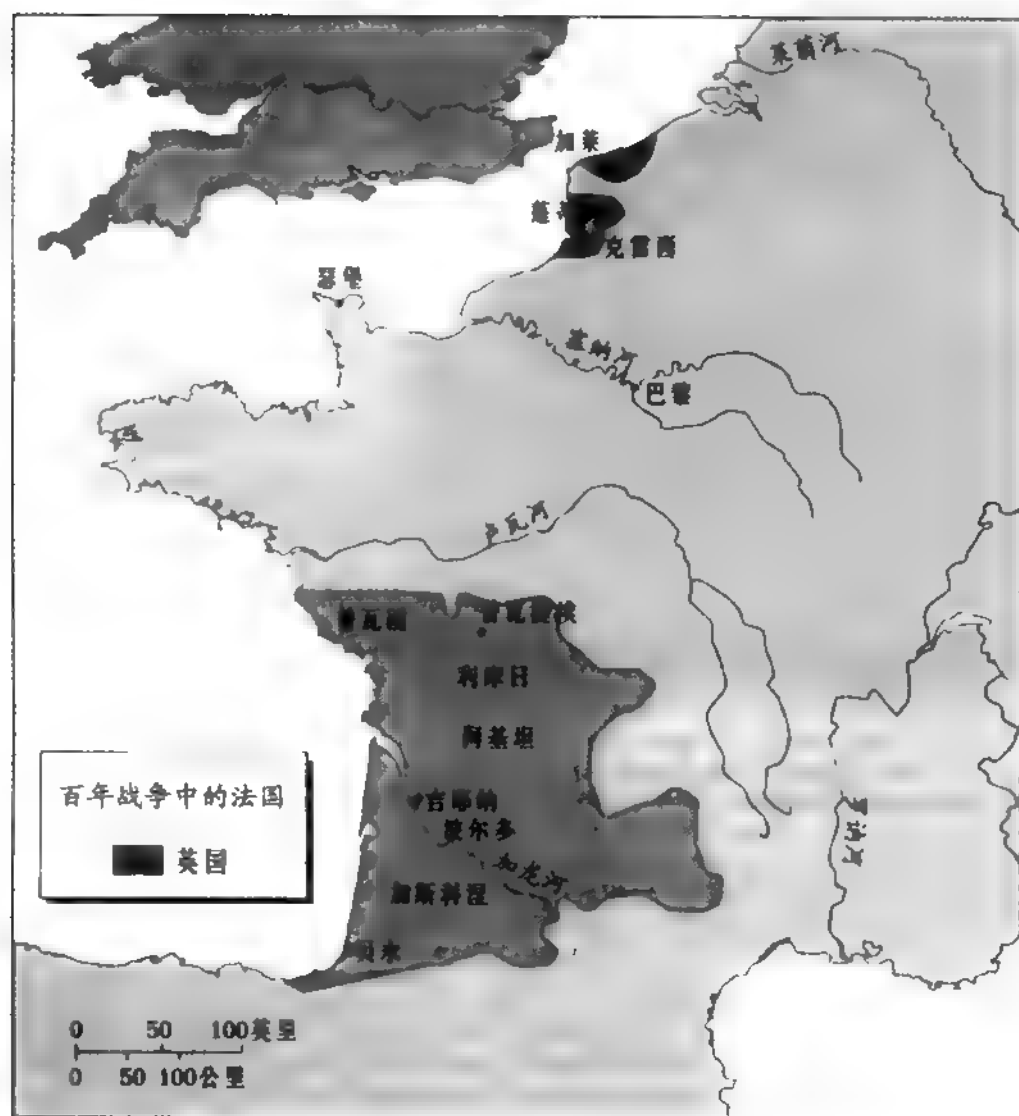 莱茵河
加莱
克雷西
瑟堡
塞纳河
巴黎
卢瓦河
利摩日
阿基坦
百年战争中的法国
英国
吉耶纳
波尔多
加龙河
罗讷河
加斯科涅
0 50 100英里
0 50 100公里